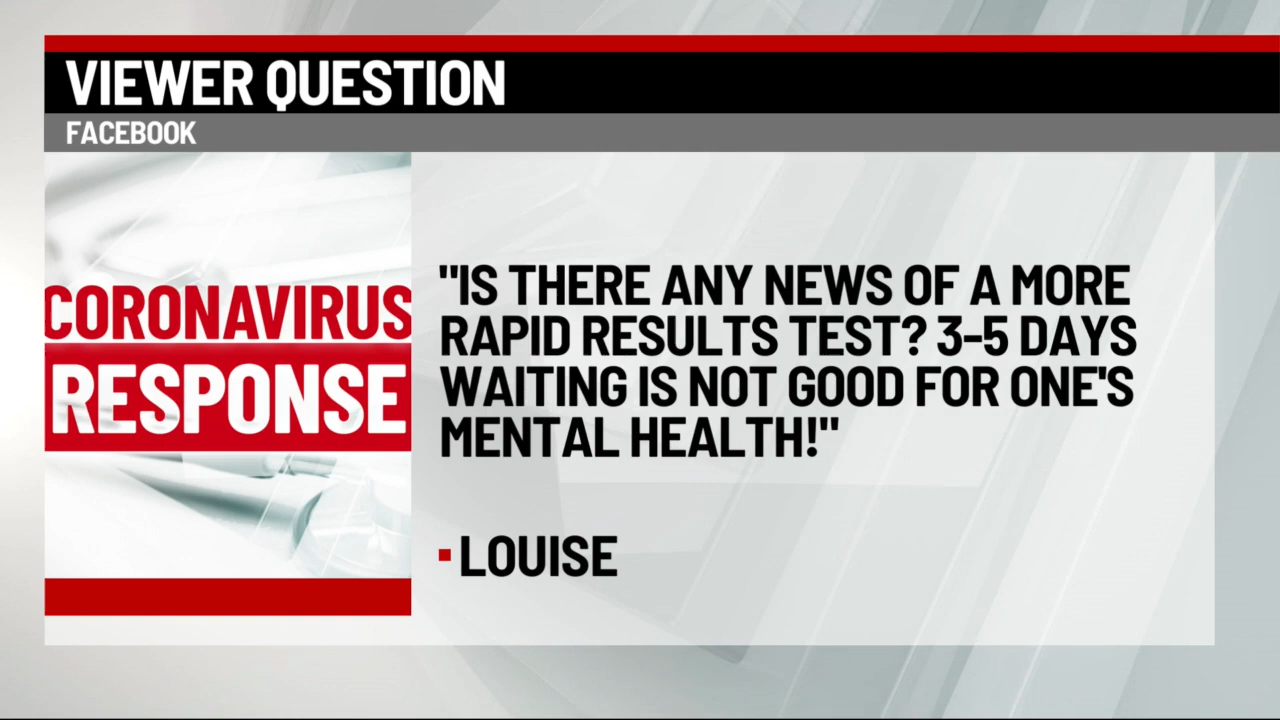 VIEWER QUESTION
FACEBOOK
CORONAVIRUS
RESPONSE
"IS THERE ANY NEWS OF A MORE
RAPID RESULTS TEST? 3-5 DAYS
WAITING IS NOT GOOD FOR ONE'S
MENTAL HEALTH!"
▪ LOUISE